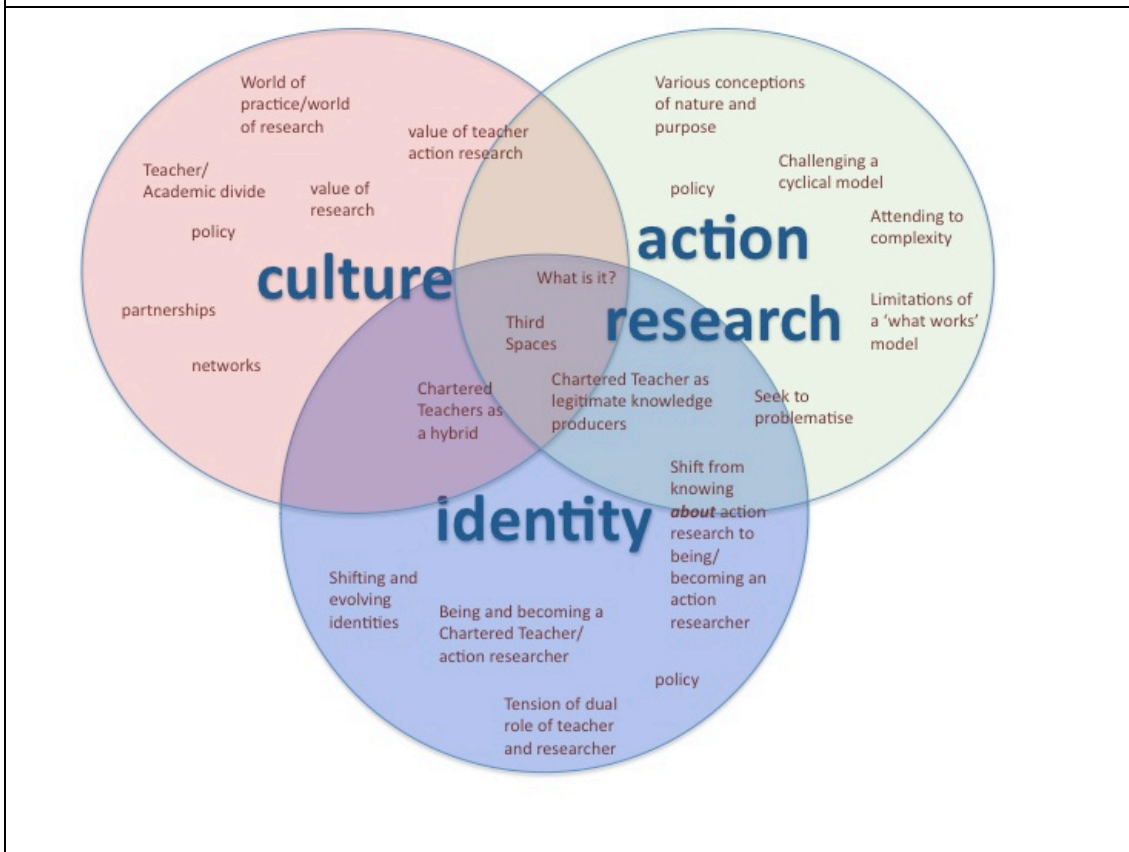 World of
practice/world
of research
value of teacher
action research
Teacher/
Academic divide
value of
research
policy
culture
partnerships
networks
Various conceptions
of nature and
purpose
Challenging a
cyclical model
policy
Attending to
complexity
action
research
Limitations of
a ‘what works’
model
What is it?
Third
Spaces
Chartered
Teachers as
a hybrid
Chartered Teacher as
legitimate knowledge
producers
Seek to
problematise
identity
Shift from
knowing
about action
research to
being/
becoming an
action
researcher
Shifting and
evolving
identities
Being and becoming a
Chartered Teacher/
action researcher
policy
Tension of dual
role of teacher
and researcher